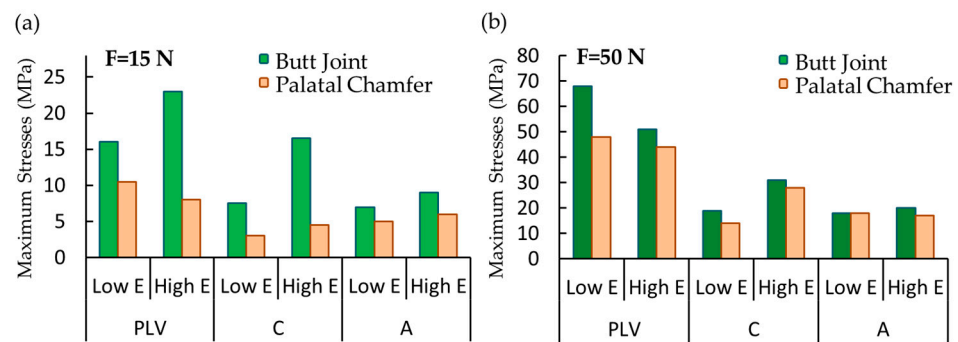 (a)
F=15 N
Butt Joint
Palatal Chamfer
Maximum Stresses (MPa)
25
20
15
10
5
0
Low E High E Low E High E Low E High E
PLV C A
(b)
F=50 N
Butt Joint
Palatal Chamfer
Maximum Stresses (MPa)
80
70
60
50
40
30
20
10
0
Low E High E Low E High E Low E High E
PLV C A